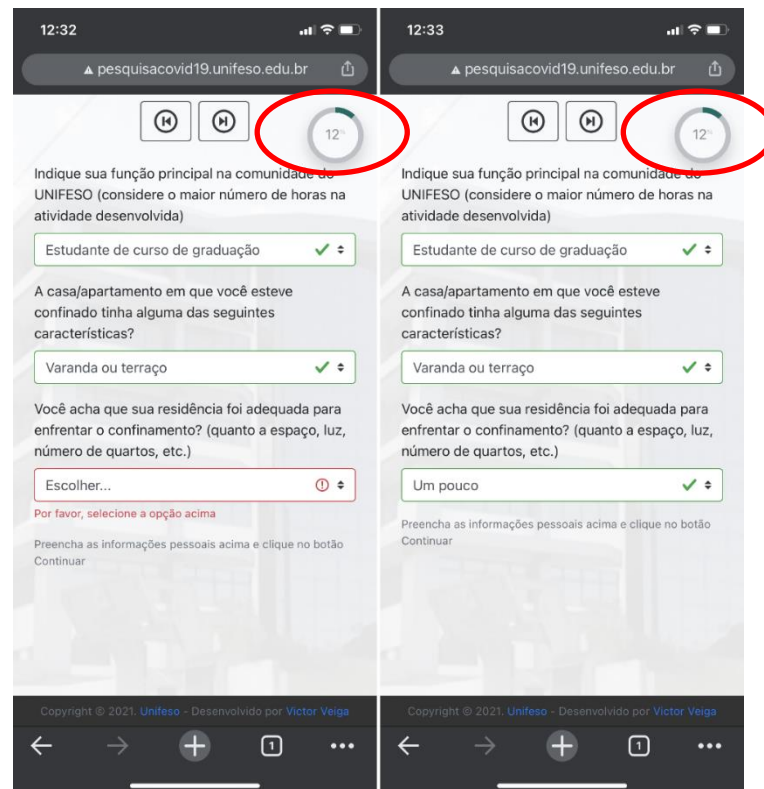 12:32
pesquisacovid19.unifeso.edu.br
12%
Indique sua função principal na comunidade do
UNIFESO (considere o maior número de horas na
atividade desenvolvida)
Estudante de curso de graduação
A casa/apartamento em que você esteve
confinado tinha alguma das seguintes
características?
Varanda ou terraço
Você acha que sua residência foi adequada para
enfrentar o confinamento? (quanto a espaço, luz,
número de quartos, etc.)
Escolher...
Por favor, selecione a opção acima
Preencha as informações pessoais acima e clique no botão
Continuar
Copyright © 2021. Unifeso - Desenvolvido por Victor Veiga
1
12:33
pesquisacovid19.unifeso.edu.br
12%
Indique sua função principal na comunidade do
UNIFESO (considere o maior número de horas na
atividade desenvolvida)
Estudante de curso de graduação
A casa/apartamento em que você esteve
confinado tinha alguma das seguintes
características?
Varanda ou terraço
Você acha que sua residência foi adequada para
enfrentar o confinamento? (quanto a espaço, luz,
número de quartos, etc.)
Um pouco
Preencha as informações pessoais acima e clique no botão
Continuar
Copyright © 2021. Unifeso - Desenvolvido por Victor Veiga
1